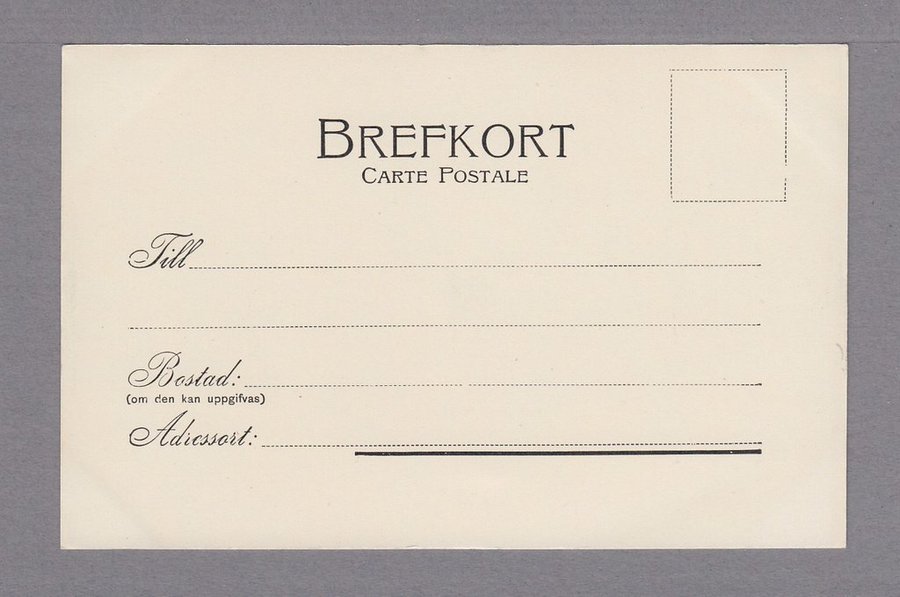 BREFKORT
CARTE POSTALE
Till
Bostad:
(om den kan uppgifvas)
Adressort: